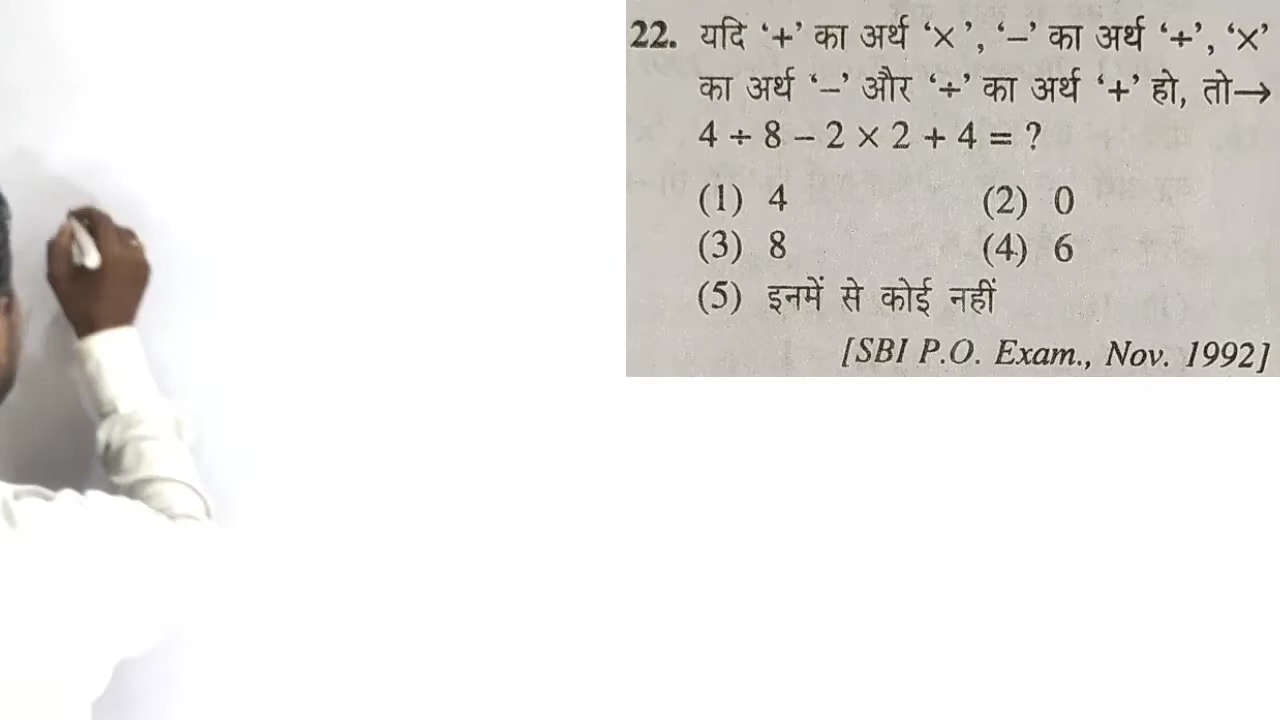 22. यदि ‘+’ का अर्थ ‘×’, ‘–’ का अर्थ ‘÷’, ‘×’
का अर्थ ‘–’ और ‘÷’ का अर्थ ‘+’ हो, तो→
4 ÷ 8 – 2 × 2 + 4 = ?
(1) 4 (2) 0
(3) 8 (4) 6
(5) इनमें से कोई नहीं
[SBI P.O. Exam., Nov. 1992]